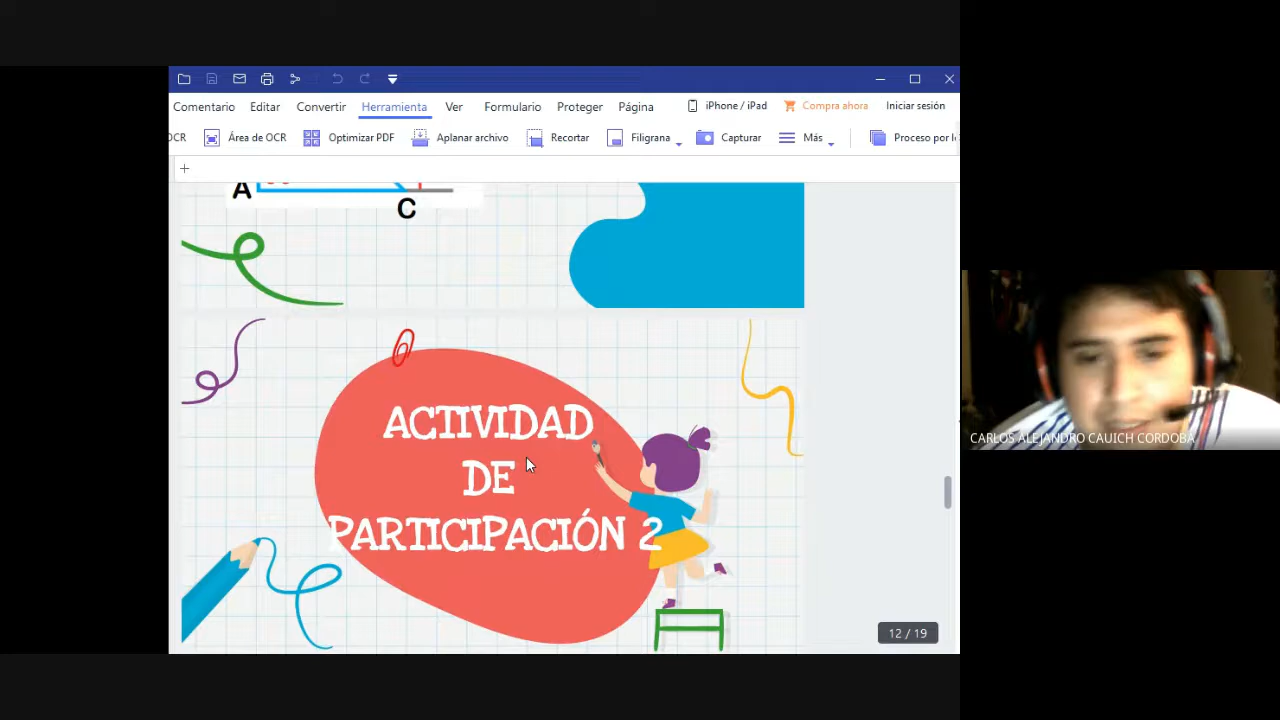 Comentario Editar Convertir Herramienta Ver Formulario Proteger Página iPhone / iPad Compra ahora Iniciar sesión
OCR Área de OCR Optimizar PDF Aplanar archivo Recortar Filigrana Capturar Más Proceso por l
A
C
ACTIVIDAD
DE
PARTICIPACIÓN 2
12 / 19
CARLOS ALEJANDRO CAUICH CORDOBA